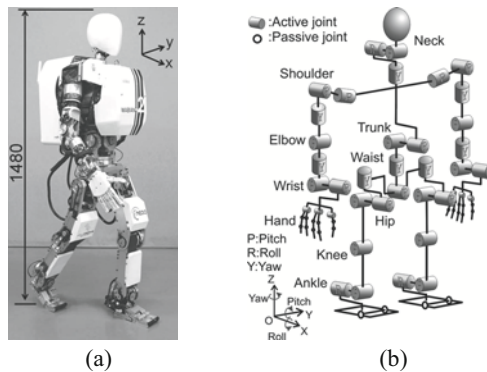 1480
z
y
x
(a)
:Active joint
:Passive joint
Neck
Shoulder
Elbow
Trunk
Waist
Wrist
Hand
Hip
P:Pitch
R:Roll
Y:Yaw
Knee
Ankle
Z
Yaw
Pitch
Y
O
X
Roll
(b)